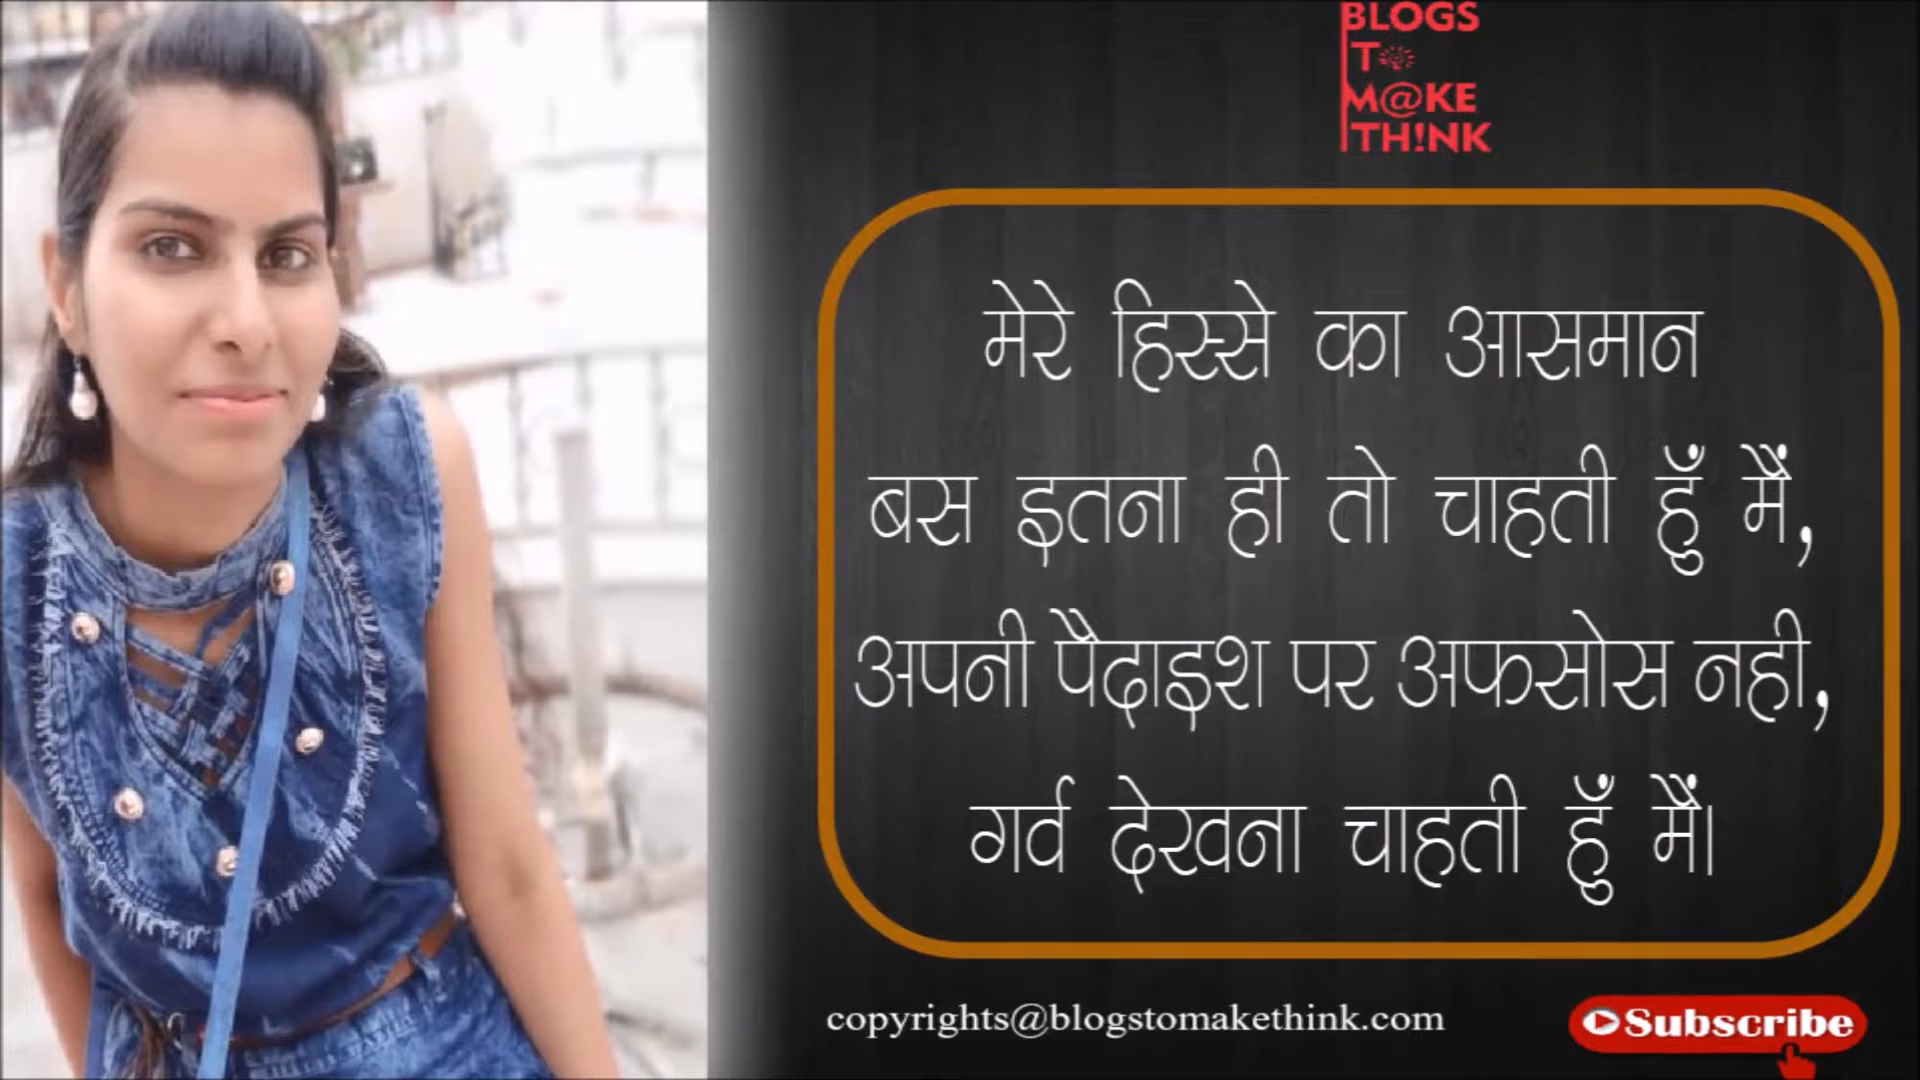 BLOGS
TO
M@KE
TH!NK
मेरे हिस्से का आसमान
बस इतना ही तो चाहती हुँ मैं,
अपनी पैदाइश पर अफसोस नही,
गर्व देखना चाहती हुँ मैं।
copyrights@blogstomakethink.com
Subscribe